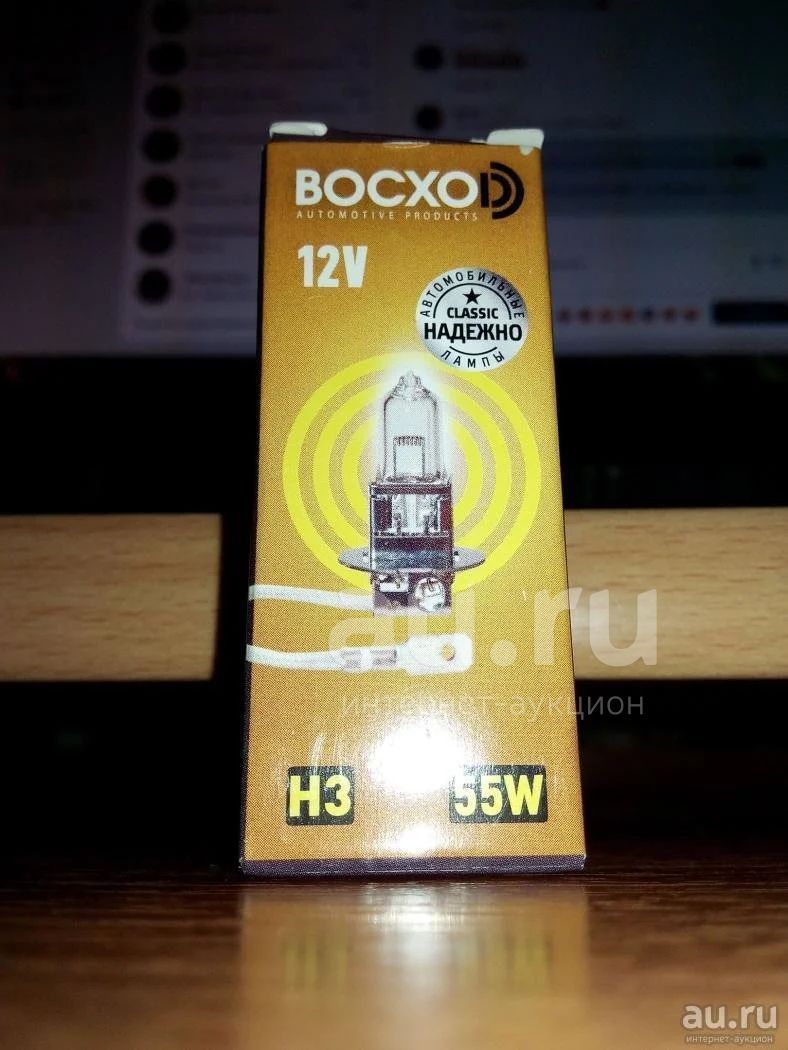 ВОСХОD
AUTOMOTIVE PRODUCTS
12V
АВТОМОБИЛЬНЫЕ
CLASSIC
НАДЕЖНО
ЛАМПЫ
au.ru
интернет-аукцион
H3 55W
au.ru
интернет-аукцион